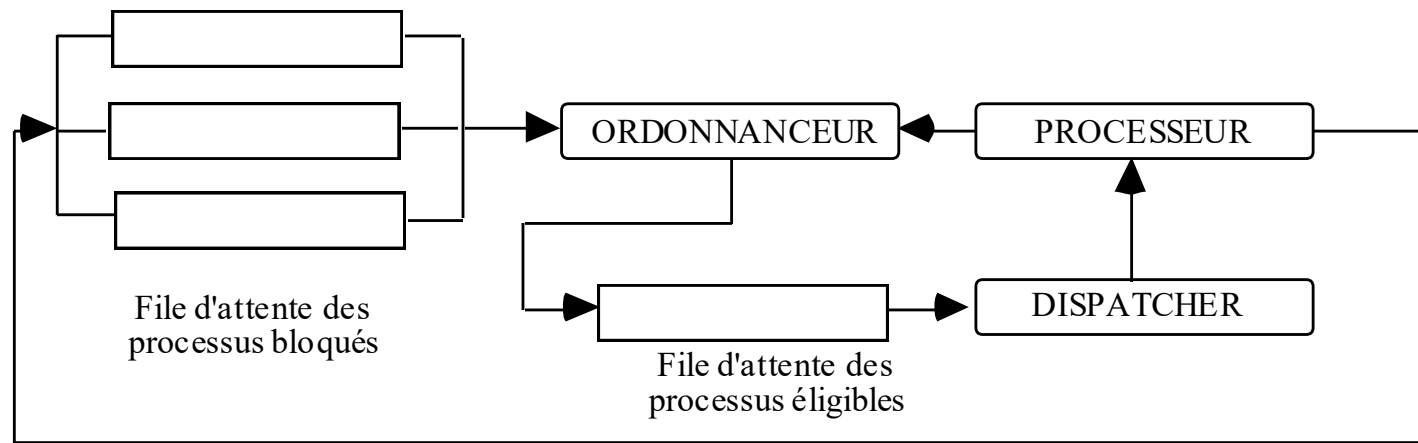 ORDONNANCEUR
PROCESSEUR
File d'attente des
processus bloqués
DISPATCHER
File d'attente des
processus éligibles